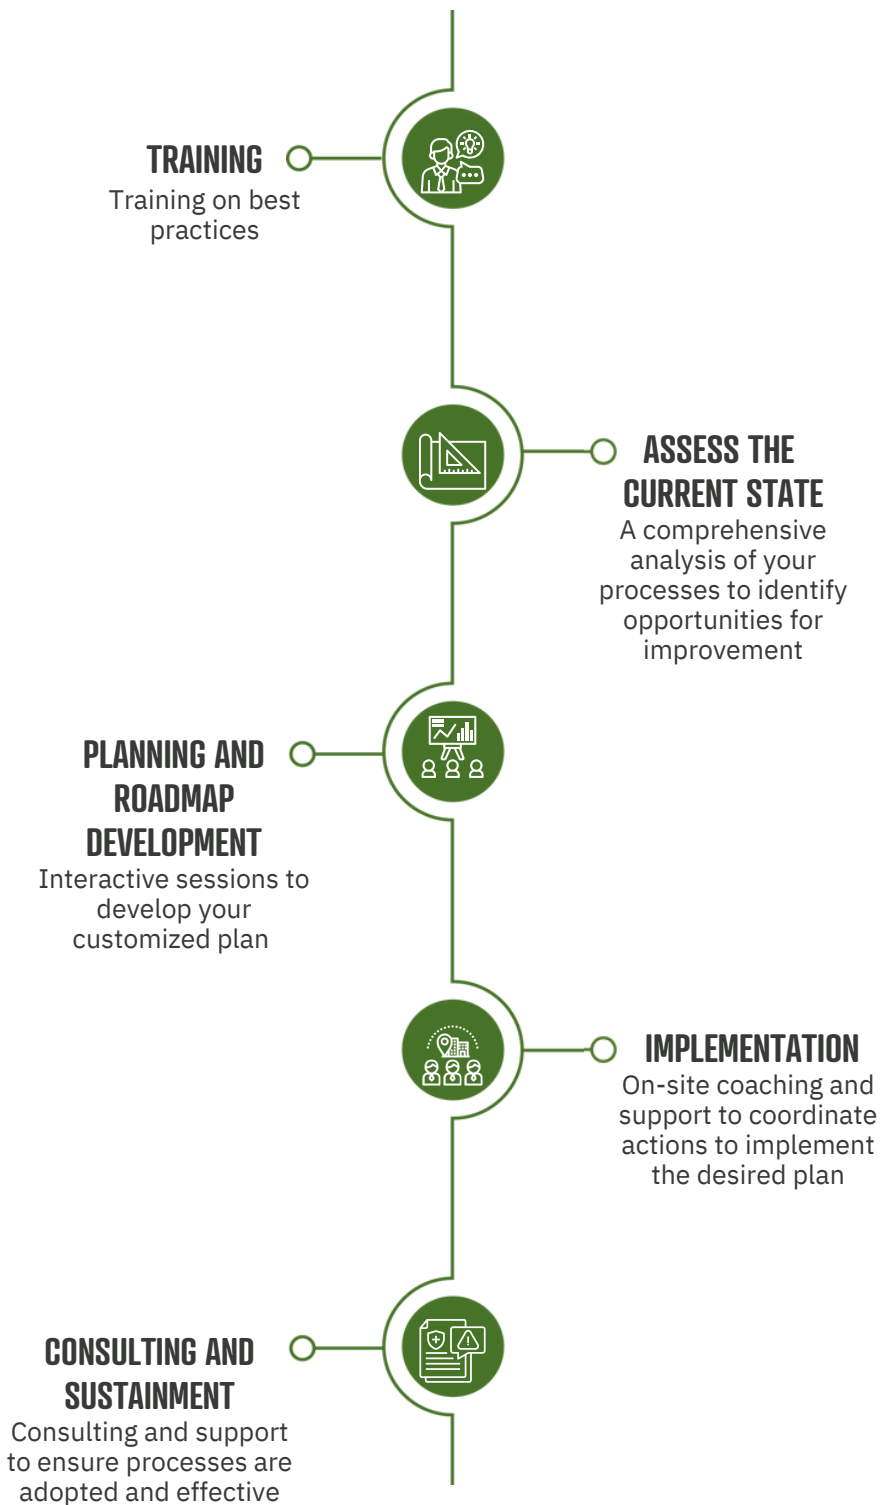 TRAINING
Training on best
practices
ASSESS THE
CURRENT STATE
A comprehensive
analysis of your
processes to identify
opportunities for
improvement
PLANNING AND
ROADMAP
DEVELOPMENT
Interactive sessions to
develop your
customized plan
IMPLEMENTATION
On-site coaching and
support to coordinate
actions to implement
the desired plan
CONSULTING AND
SUSTAINMENT
Consulting and support
to ensure processes are
adopted and effective